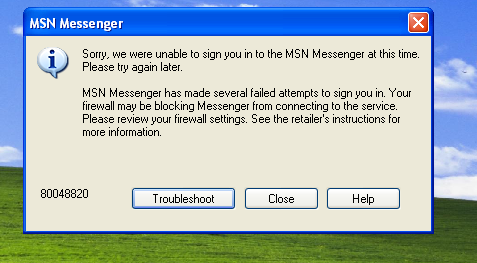 MSN Messenger
Sorry, we were unable to sign you in to the MSN Messenger at this time.
Please try again later.
MSN Messenger has made several failed attempts to sign you in. Your
firewall may be blocking Messenger from connecting to the service.
Please review your firewall settings. See the retailer's instructions for
more information.
80048820
Troubleshoot
Close
Help